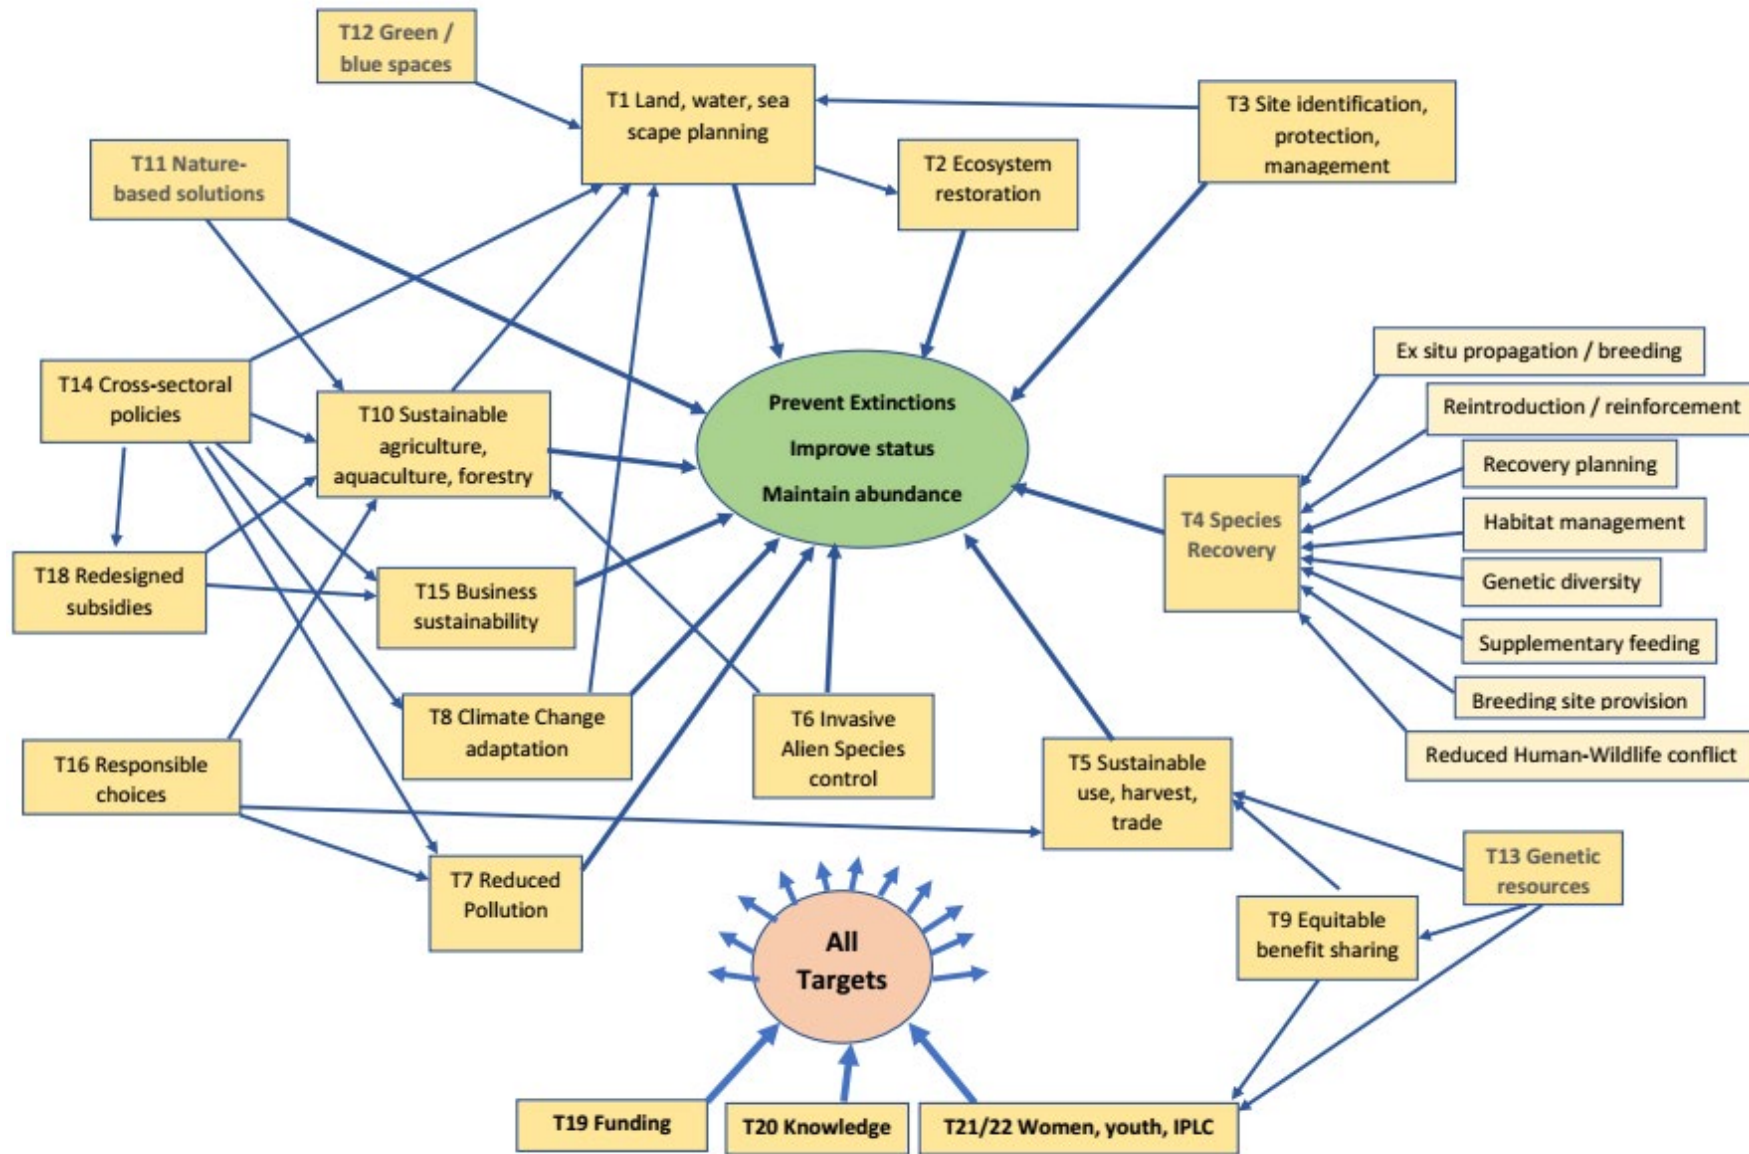 T12 Green /
blue spaces
T1 Land, water, sea
scape planning
T3 Site identification,
protection,
management
T11 Nature-
based solutions
T2 Ecosystem
restoration
T14 Cross-sectoral
policies
T10 Sustainable
agriculture,
aquaculture, forestry
Prevent Extinctions
Improve status
Maintain abundance
Ex situ propagation / breeding
Reintroduction / reinforcement
Recovery planning
Habitat management
Genetic diversity
Supplementary feeding
Breeding site provision
Reduced Human-Wildlife conflict
T4 Species
Recovery
T18 Redesigned
subsidies
T15 Business
sustainability
T8 Climate Change
adaptation
T6 Invasive
Alien Species
control
T16 Responsible
choices
T5 Sustainable
use, harvest,
trade
T7 Reduced
Pollution
T13 Genetic
resources
T9 Equitable
benefit sharing
All
Targets
T19 Funding
T20 Knowledge
T21/22 Women, youth, IPLC